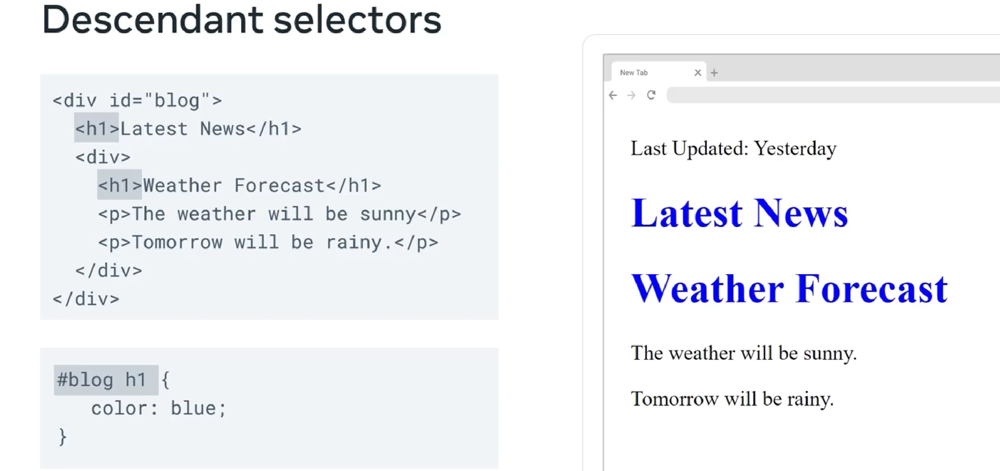 Descendant selectors
<div id="blog">
<h1>Latest News</h1>
<div>
<h1>Weather Forecast</h1>
<p>The weather will be sunny</p>
<p>Tomorrow will be rainy.</p>
</div>
</div>
#blog h1 {
color: blue;
}
New Tab
Last Updated: Yesterday
Latest News
Weather Forecast
The weather will be sunny.
Tomorrow will be rainy.